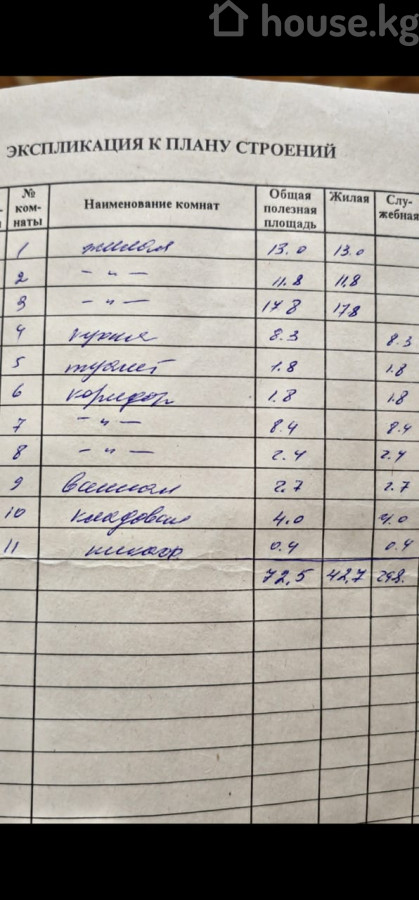 house.kg
ЭКСПЛИКАЦИЯ К ПЛАНУ СТРОЕНИЙ
№ ком-наты Наименование комнат Общая полезная площадь Жилая Слу-жебная
1 жилая 13.0 13.0
2 –"– 11.8 11,8
3 –"– 17.8 17.8
4 кухня 8.3 8.3
5 туалет 1.8 1.8
6 коридор 1.8 1.8
7 –"– 8.4 8.4
8 –"– 2.4 2.4
9 ванная 2.7 2.7
10 кладовая 4.0 4.0
11 0.4 0.4
72,5 42,7 29.8